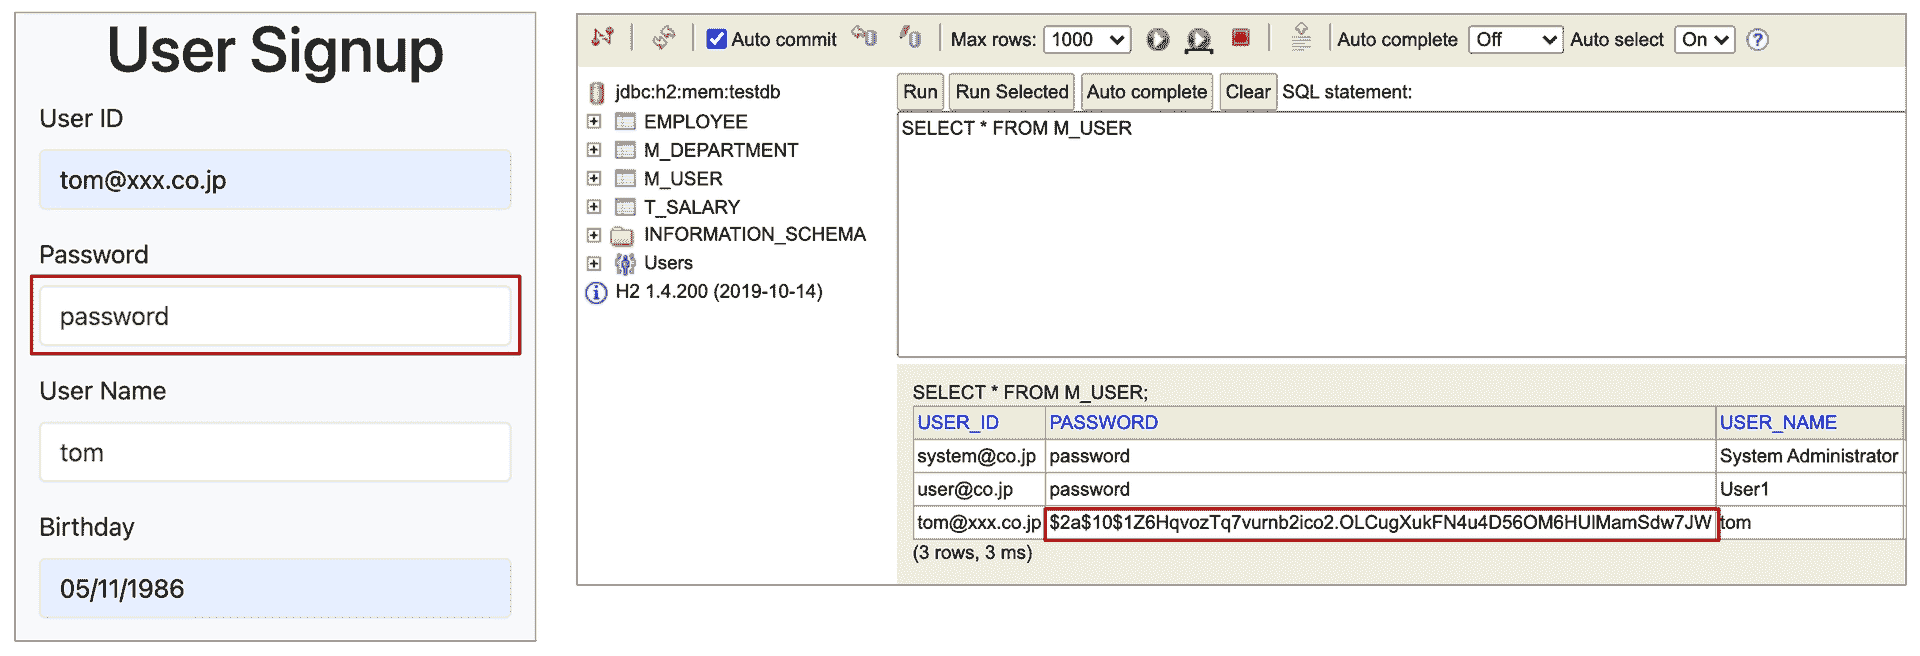 User Signup
User ID
tom@xxx.co.jp
Password
password
User Name
tom
Birthday
05/11/1986
Auto commit Max rows: 1000 Auto complete Off Auto select On ?
jdbc:h2:mem:testdb
EMPLOYEE
M_DEPARTMENT
M_USER
T_SALARY
INFORMATION_SCHEMA
Users
H2 1.4.200 (2019-10-14)
Run Run Selected Auto complete Clear SQL statement:
SELECT * FROM M_USER
SELECT * FROM M_USER;
USER_ID PASSWORD USER_NAME
system@co.jp password System Administrator
user@co.jp password User1
tom@xxx.co.jp $2a$10$1Z6HqvozTq7vurnb2ico2.OLCugXukFN4u4D56OM6HUlMamSdw7JW tom
(3 rows, 3 ms)